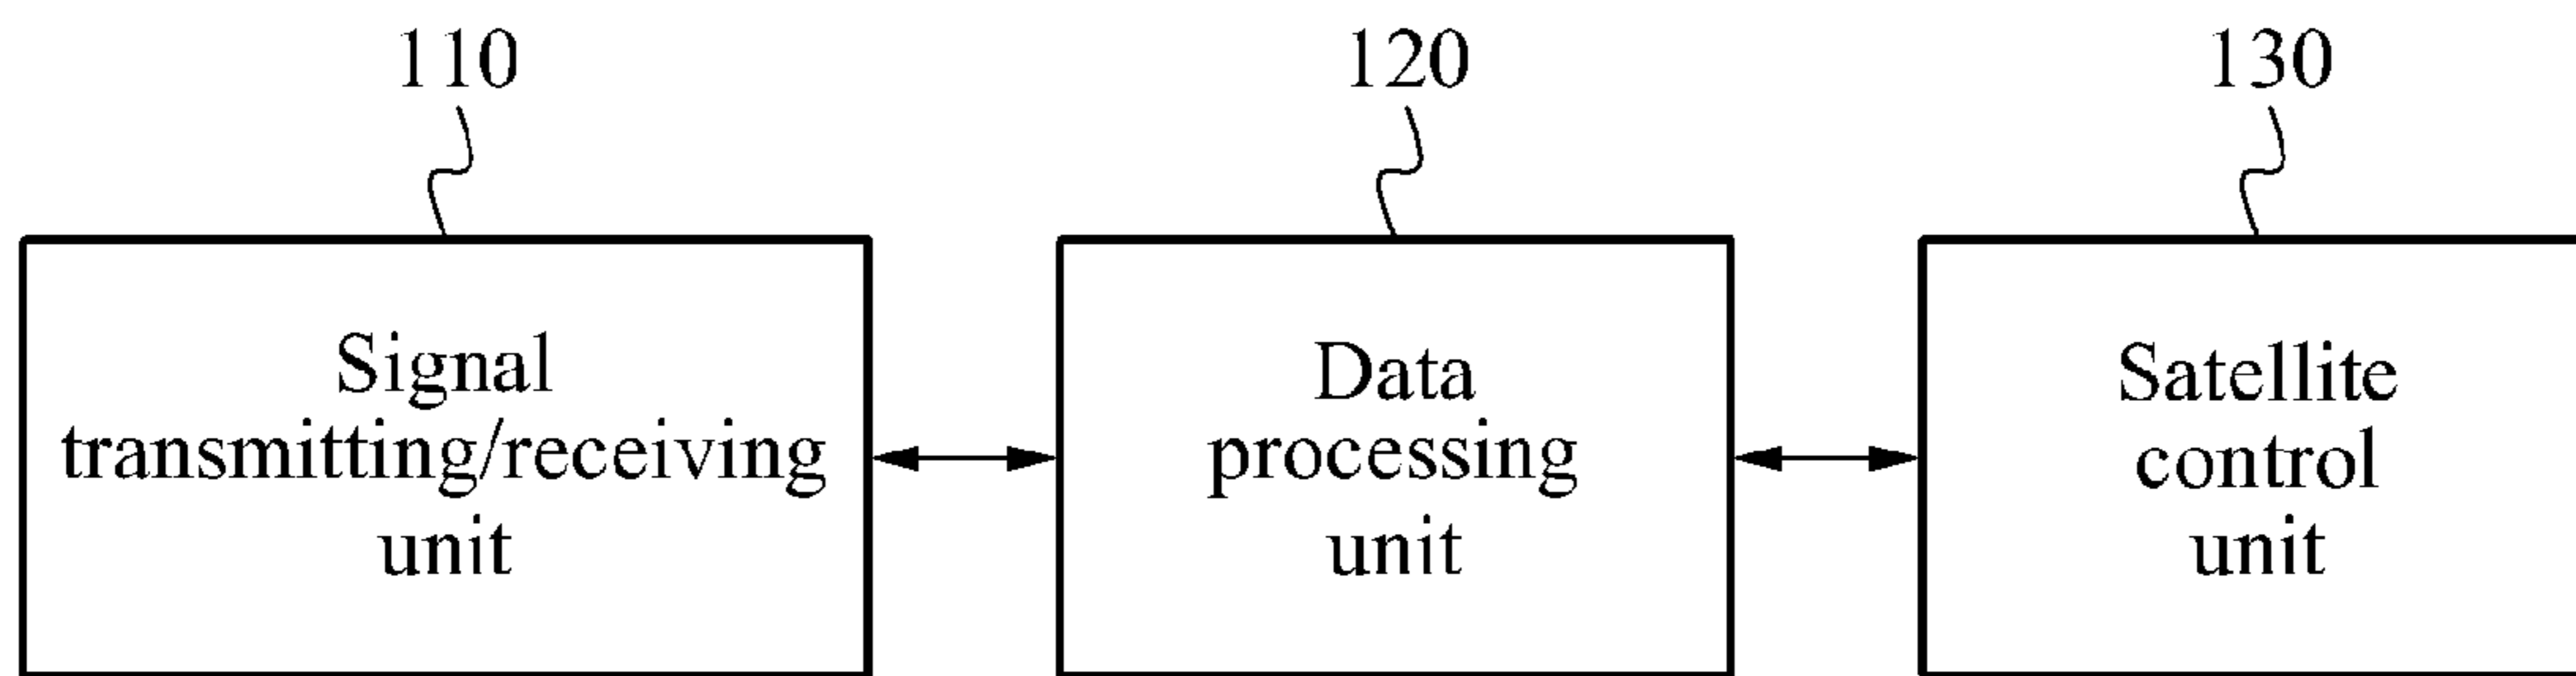 110
120
130
Signal
transmitting/receiving
unit
Data
processing
unit
Satellite
control
unit